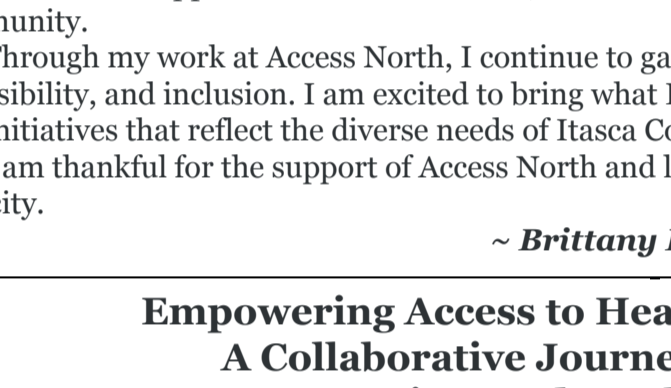 munity.
Through my work at Access North, I continue to ga
sibility, and inclusion. I am excited to bring what I
nitiatives that reflect the diverse needs of Itasca Co
am thankful for the support of Access North and l
city.
~ Brittany
Empowering Access to Hea
A Collaborative Journe